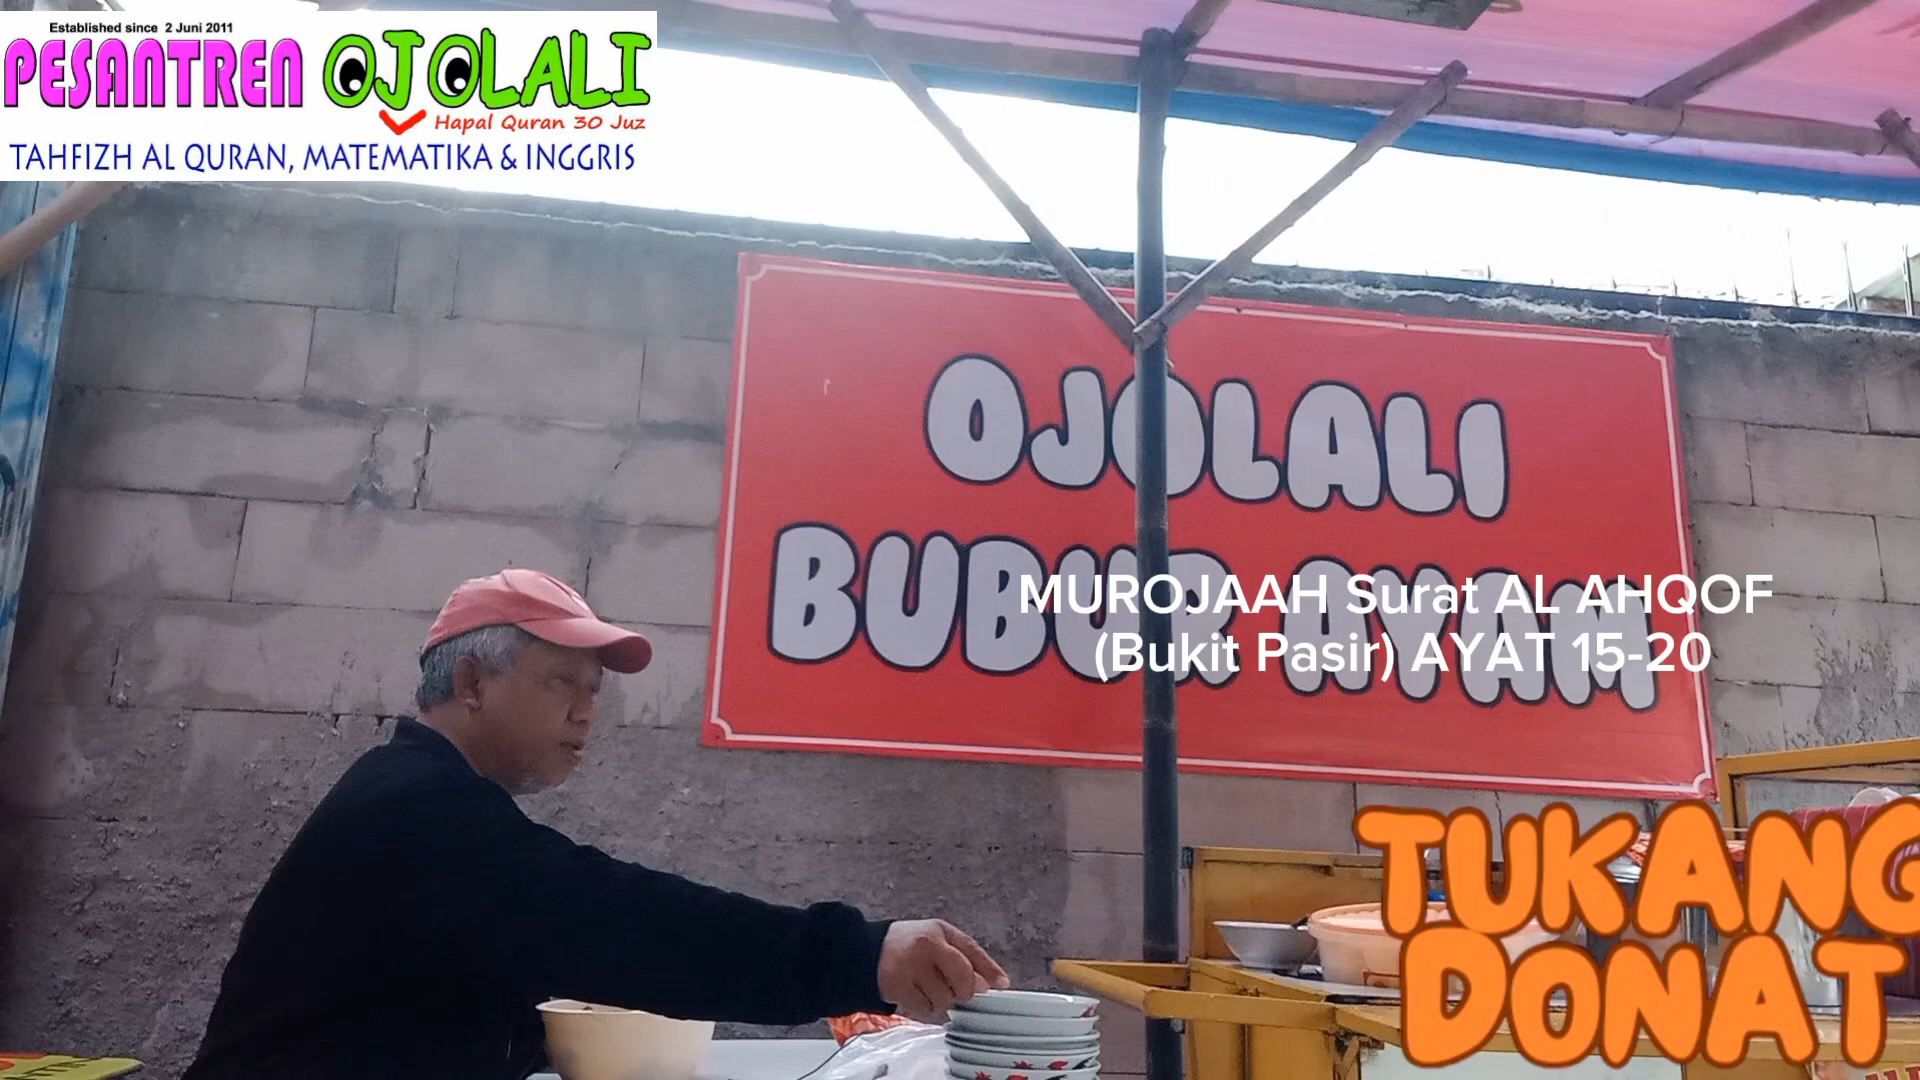 Established since 2 Juni 2011
PESANTREN OJOLALI
Hapal Quran 30 Juz
TAHFIZH AL QURAN, MATEMATIKA & INGGRIS
OJOLALI
BUBUR AYAM
MUROJAAH Surat AL AHQOF
(Bukit Pasir) AYAT 15-20
TUKANG
DONAT